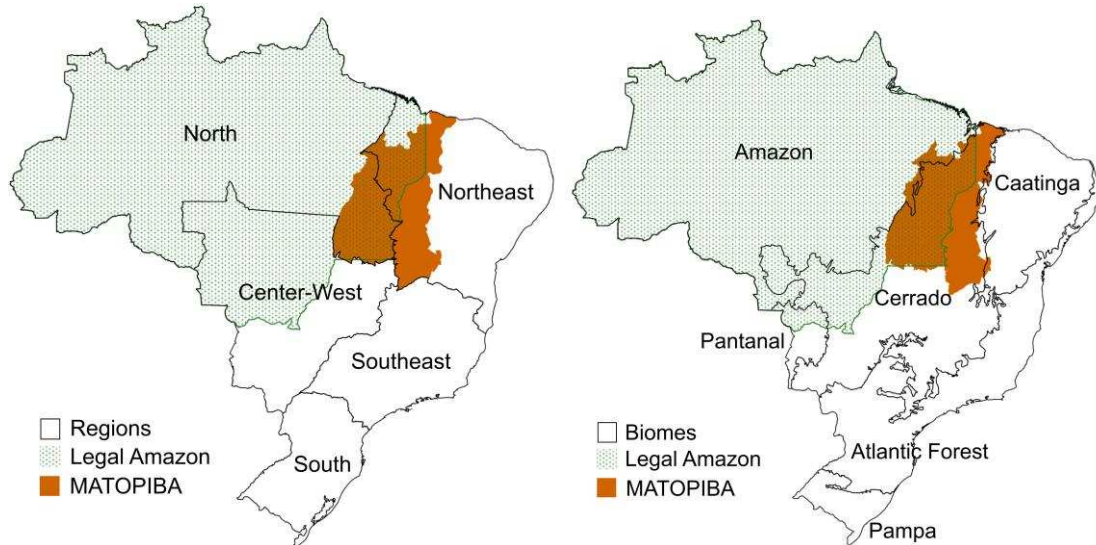 North
Northeast
Center-West
Southeast
South
Regions
Legal Amazon
MATOPIBA
Amazon
Caatinga
Cerrado
Pantanal
Atlantic Forest
Pampa
Biomes
Legal Amazon
MATOPIBA